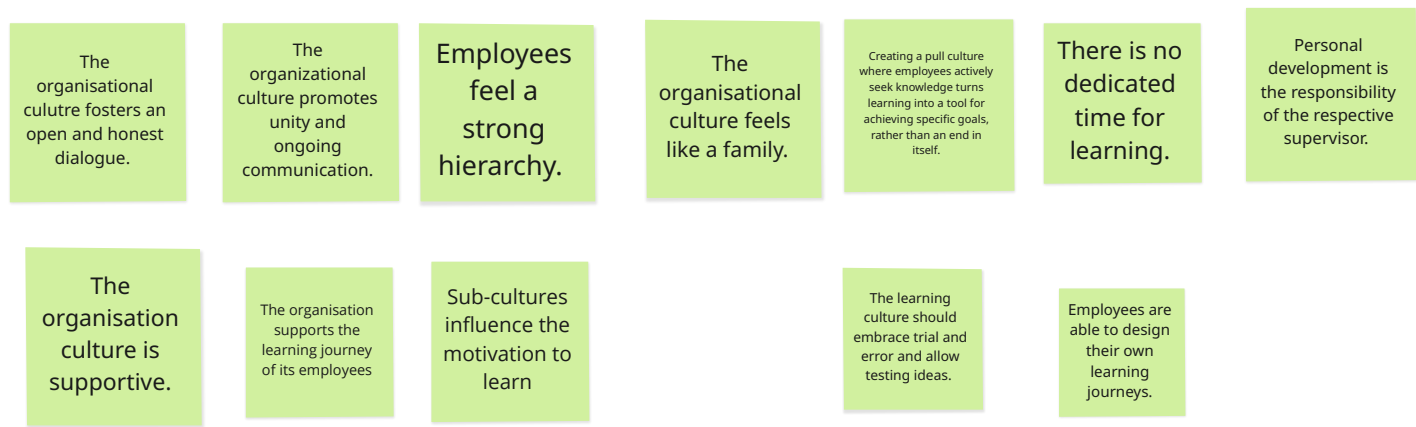 The
organisational
culutre fosters an
open and honest
dialogue.
The
organizational
culture promotes
unity and
ongoing
communication.
Employees
feel a
strong
hierarchy.
The
organisational
culture feels
like a family.
Creating a pull culture
where employees actively
seek knowledge turns
learning into a tool for
achieving specific goals,
rather than an end in
itself.
There is no
dedicated
time for
learning.
Personal
development is
the responsibility
of the respective
supervisor.
The
organisation
culture is
supportive.
The organisation
supports the
learning journey
of its employees
Sub-cultures
influence the
motivation to
learn
The learning
culture should
embrace trial and
error and allow
testing ideas.
Employees are
able to design
their own
learning
journeys.